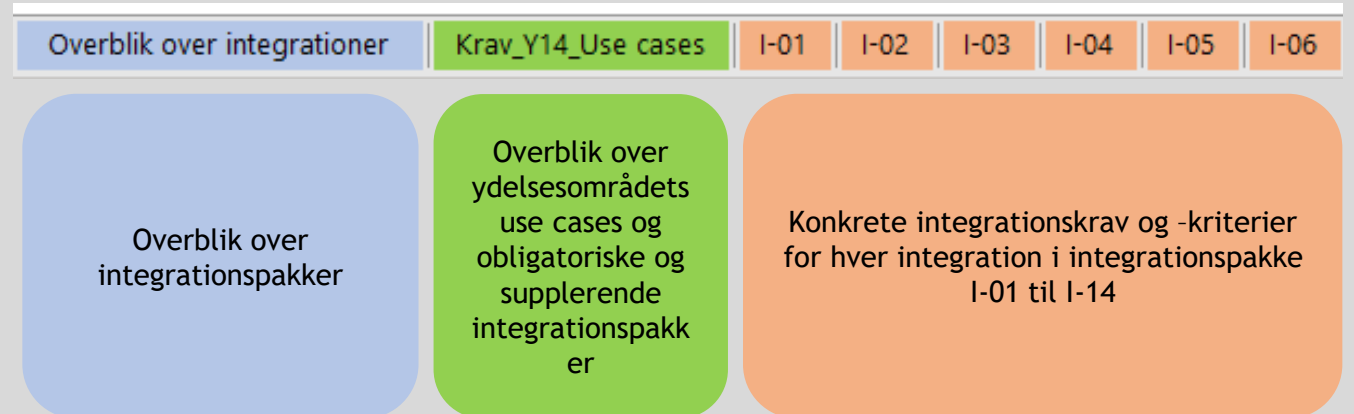 Overblik over integrationer
Krav_Y14_Use cases
I-01
I-02
I-03
I-04
I-05
I-06
Overblik over
integrationspakker
Overblik over
ydelsesområdets
use cases og
obligatoriske og
supplerende
integrationspakk
er
Konkrete integrationskrav og –kriterier
for hver integration i integrationspakke
I-01 til I-14